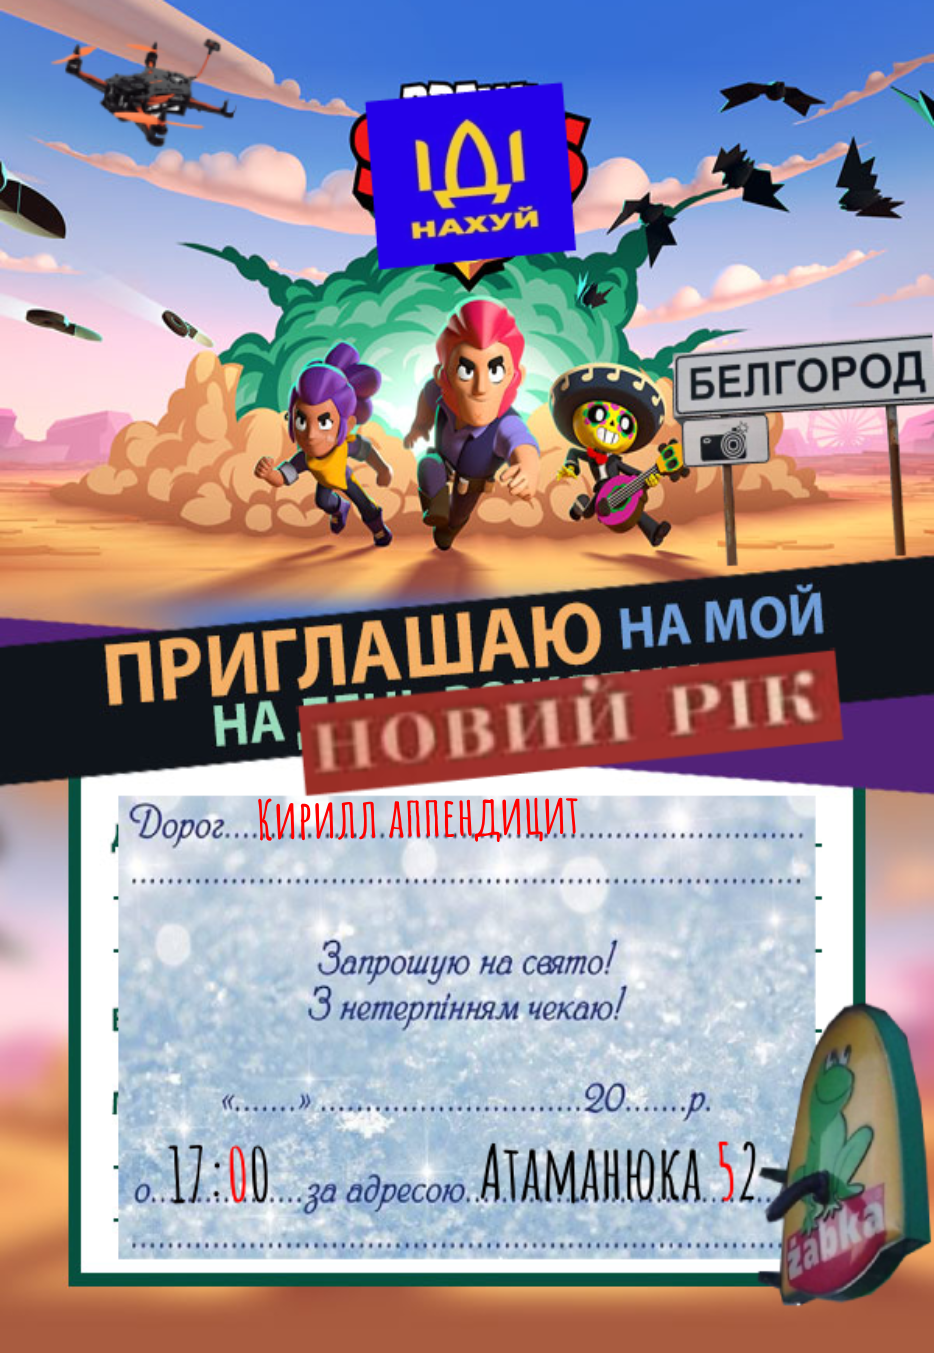 ІДІ
НАХУЙ
БЕЛГОРОД
ПРИГЛАШАЮ НА МОЙ
НА
НОВИЙ РІК
Дорог....Кирилл аппендицит
Запрошую на свято!
З нетерпінням чекаю!
«.......» ............................20.......р.
о....17:00....за адресою..Атаманюка 52...
żabka